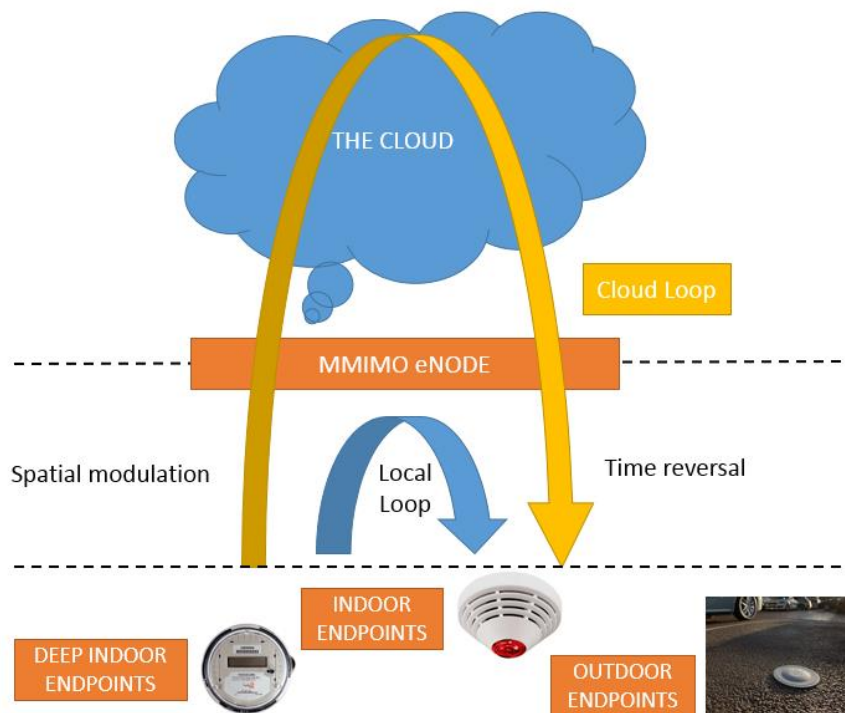 THE CLOUD
Cloud Loop
MMIMO eNODE
Spatial modulation
Local
Loop
Time reversal
INDOOR
ENDPOINTS
DEEP INDOOR
ENDPOINTS
OUTDOOR
ENDPOINTS